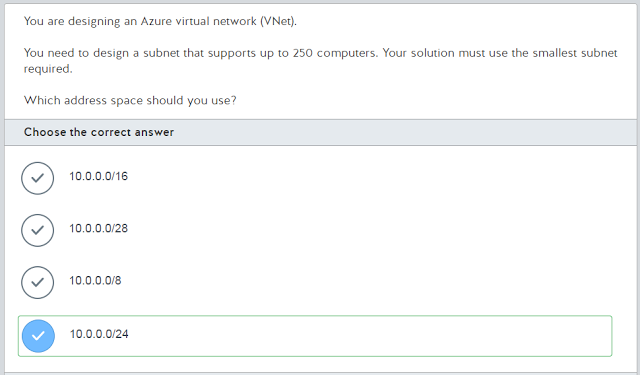 You are designing an Azure virtual network (VNet).
You need to design a subnet that supports up to 250 computers. Your solution must use the smallest subnet
required.
Which address space should you use?
Choose the correct answer
10.0.0.0/16
10.0.0.0/28
10.0.0.0/8
10.0.0.0/24